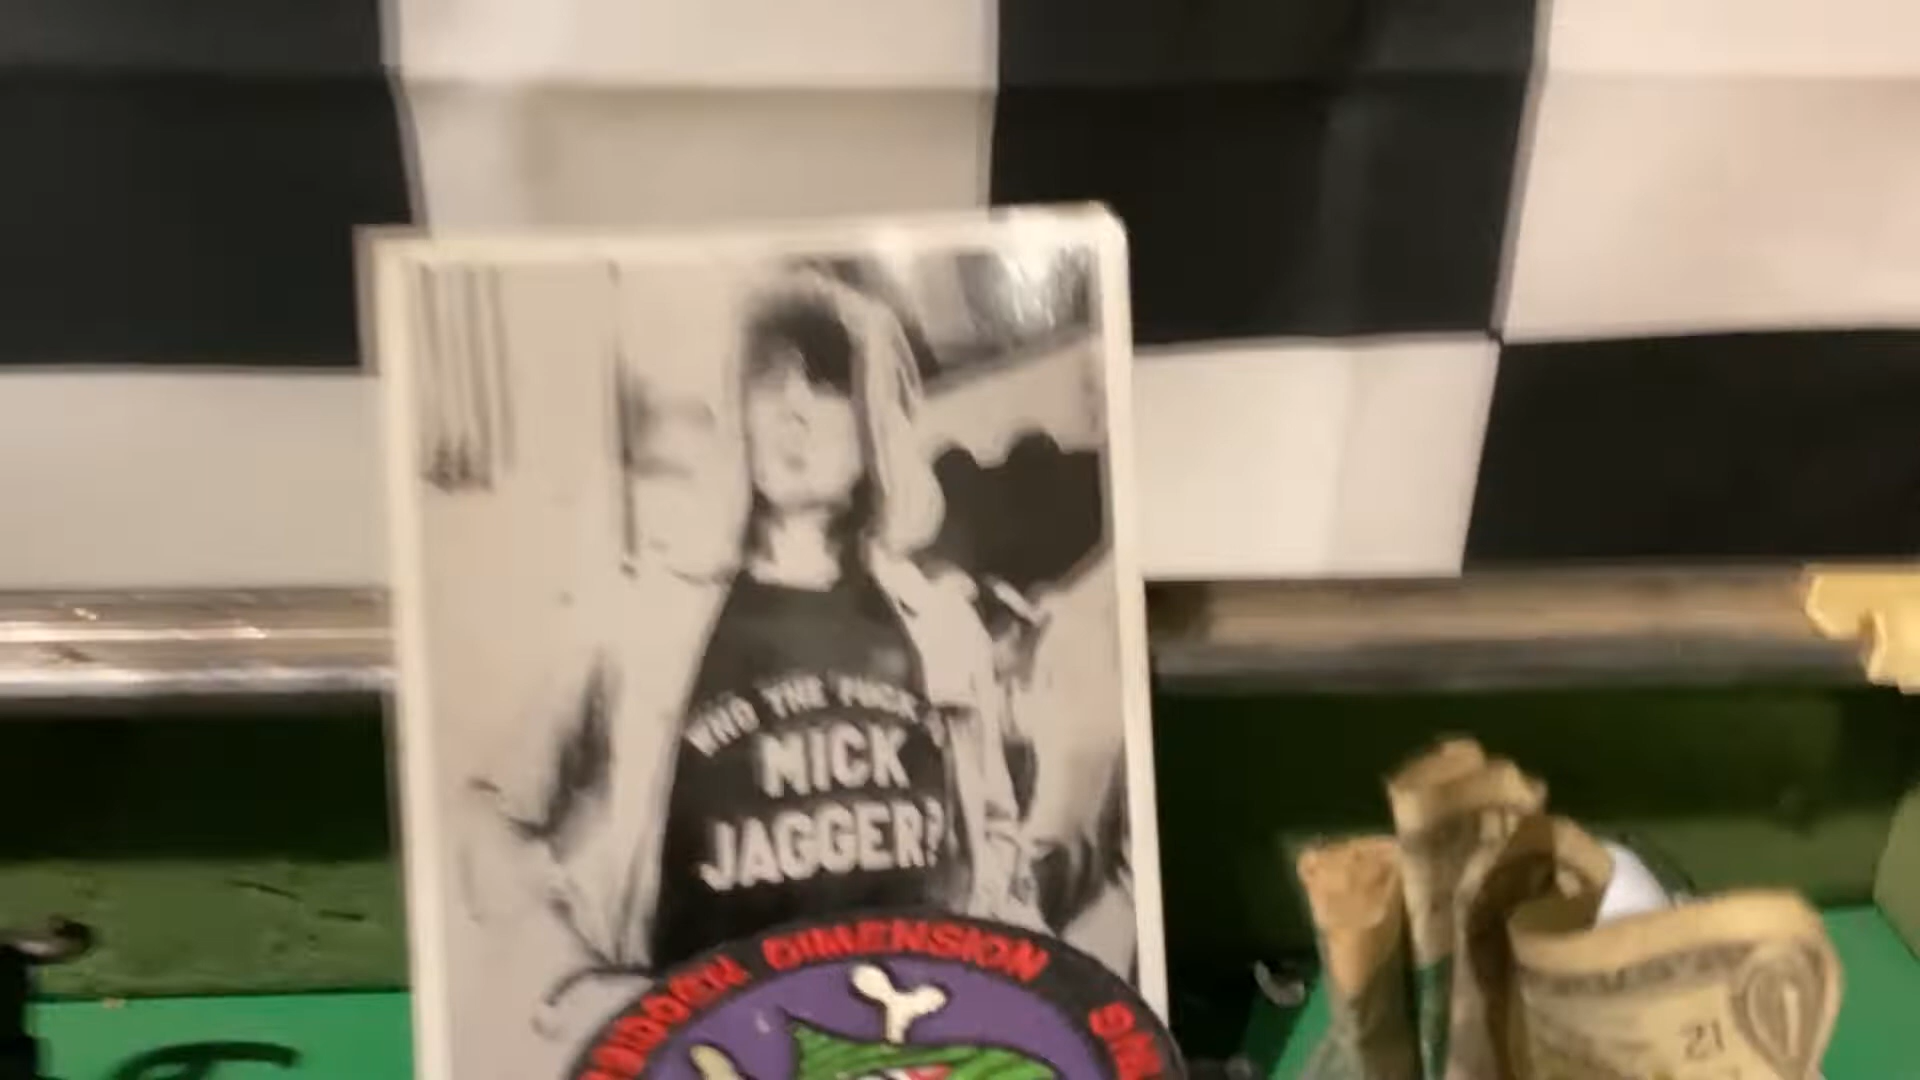 WHO THE FUCK IS
MICK
JAGGER?
DIMENSION
21